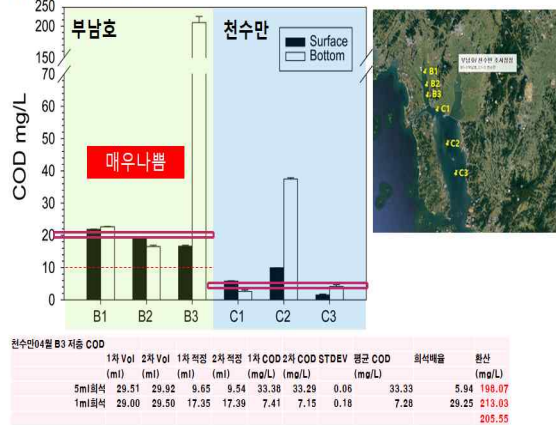 250
200
150
70
60
50
40
30
20
10
0
COD mg/L
부남호
천수만
Surface
Bottom
매우나쁨
B1 B2 B3 C1 C2 C3
B1
B2
B3
C1
C2
C3
천수만04월 B3 저층 COD
1차 Vol 2차 Vol 1차 적정 2차 적정 1차 COD 2차 COD STDEV 평균 COD 희석배율 환산
(ml) (ml) (ml) (ml) (mg/L) (mg/L) (mg/L)
5ml희석 29.51 29.92 9.65 9.54 33.38 33.29 0.06 33.33 5.94 198.07
1ml희석 29.00 29.50 17.35 17.39 7.41 7.15 0.18 7.28 29.25 213.03
205.55